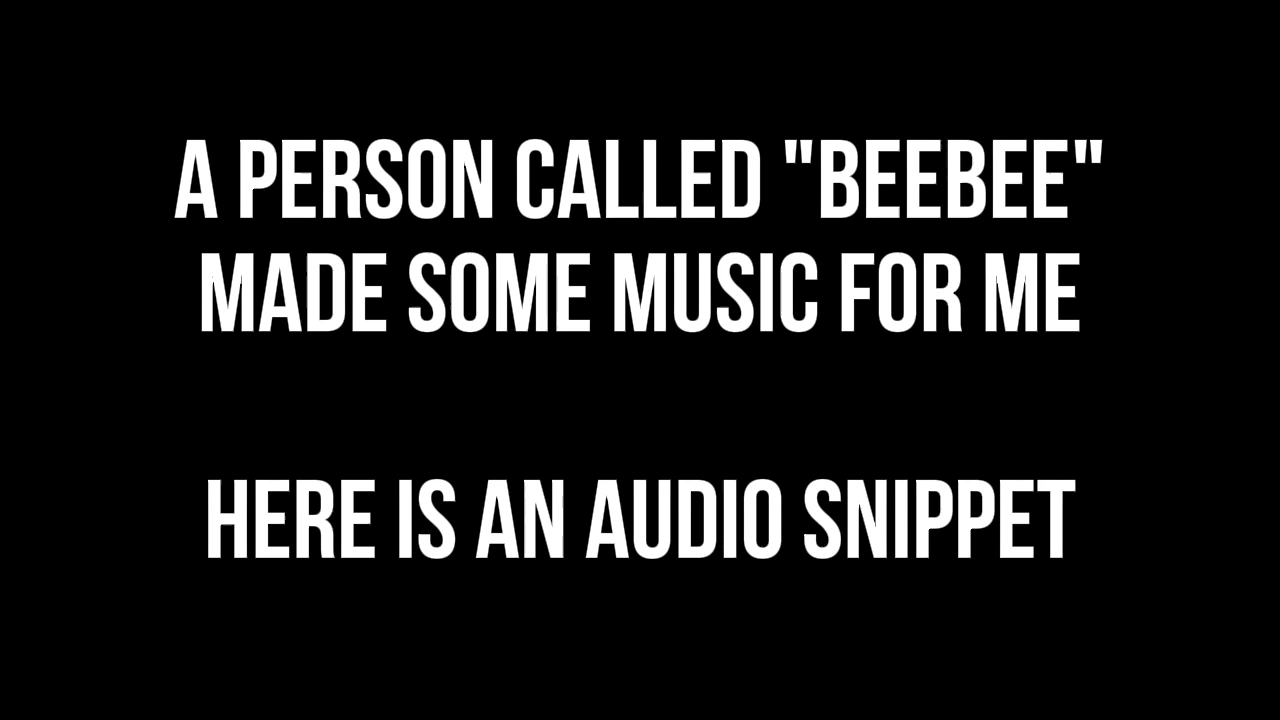 A PERSON CALLED "BEEBEE"
MADE SOME MUSIC FOR ME
HERE IS AN AUDIO SNIPPET